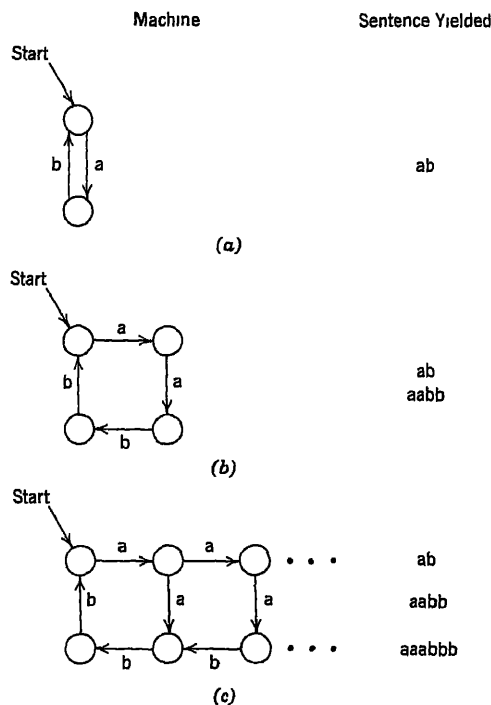 Machine Sentence Yielded
Start
b a ab
(a)
Start
a
b a ab
aabb
b
(b)
Start
a a ab
b a a aabb
b b aaabbb
(c)